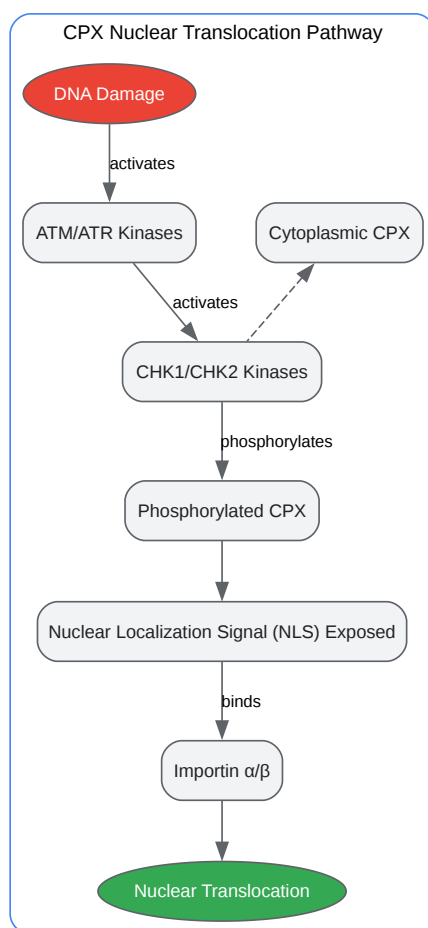 CPX Nuclear Translocation Pathway
DNA Damage
activates
ATM/ATR Kinases
Cytoplasmic CPX
activates
CHK1/CHK2 Kinases
phosphorylates
Phosphorylated CPX
Nuclear Localization Signal (NLS) Exposed
binds
Importin α/β
Nuclear Translocation